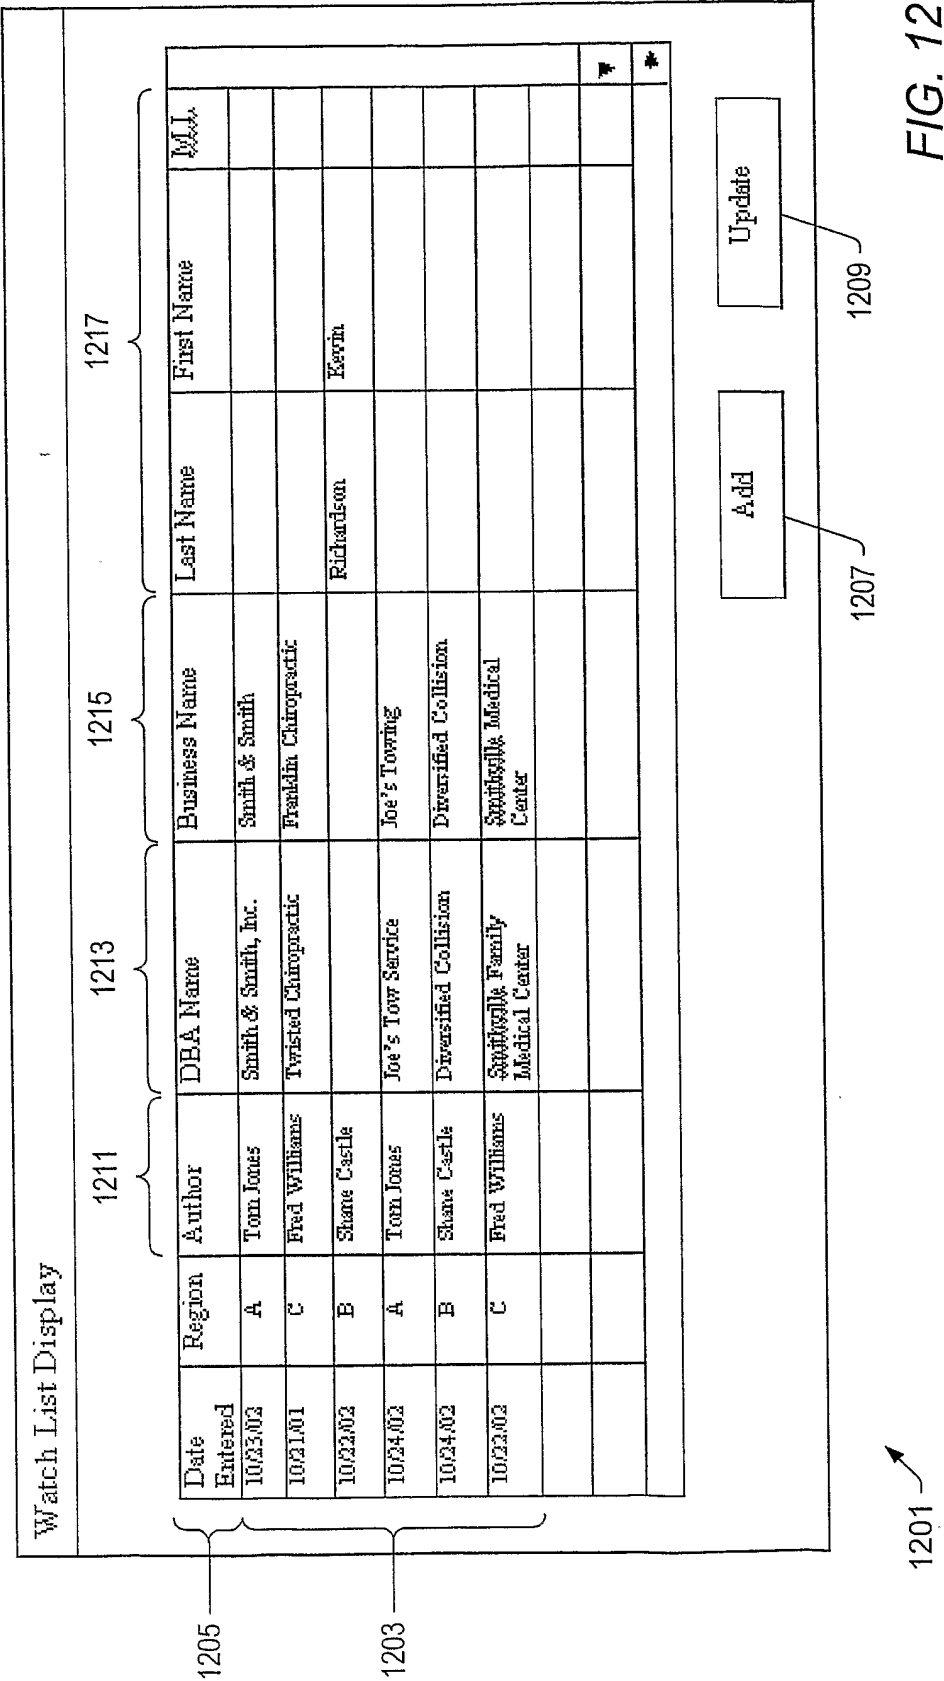 Watch List Display
1211 1213 1215 1217
Date Entered Region Author DBA Name Business Name Last Name First Name M.I.
10/23/02 A Tom Jones Smith & Smith, Inc. Smith & Smith
10/21/01 C Fred Williams Twisted Chiropractic Franklin Chiropractic
10/22/02 B Shane Castle Richardson Kevin
10/24/02 A Tom Jones Joe's Tow Service Joe's Towing
10/24/02 B Shane Castle Diversified Collision Diversified Collision
10/22/02 C Fred Williams Smithville Family Medical Center Smithville Medical Center
1205
1203
Add Update
1207 1209
1201
FIG. 12